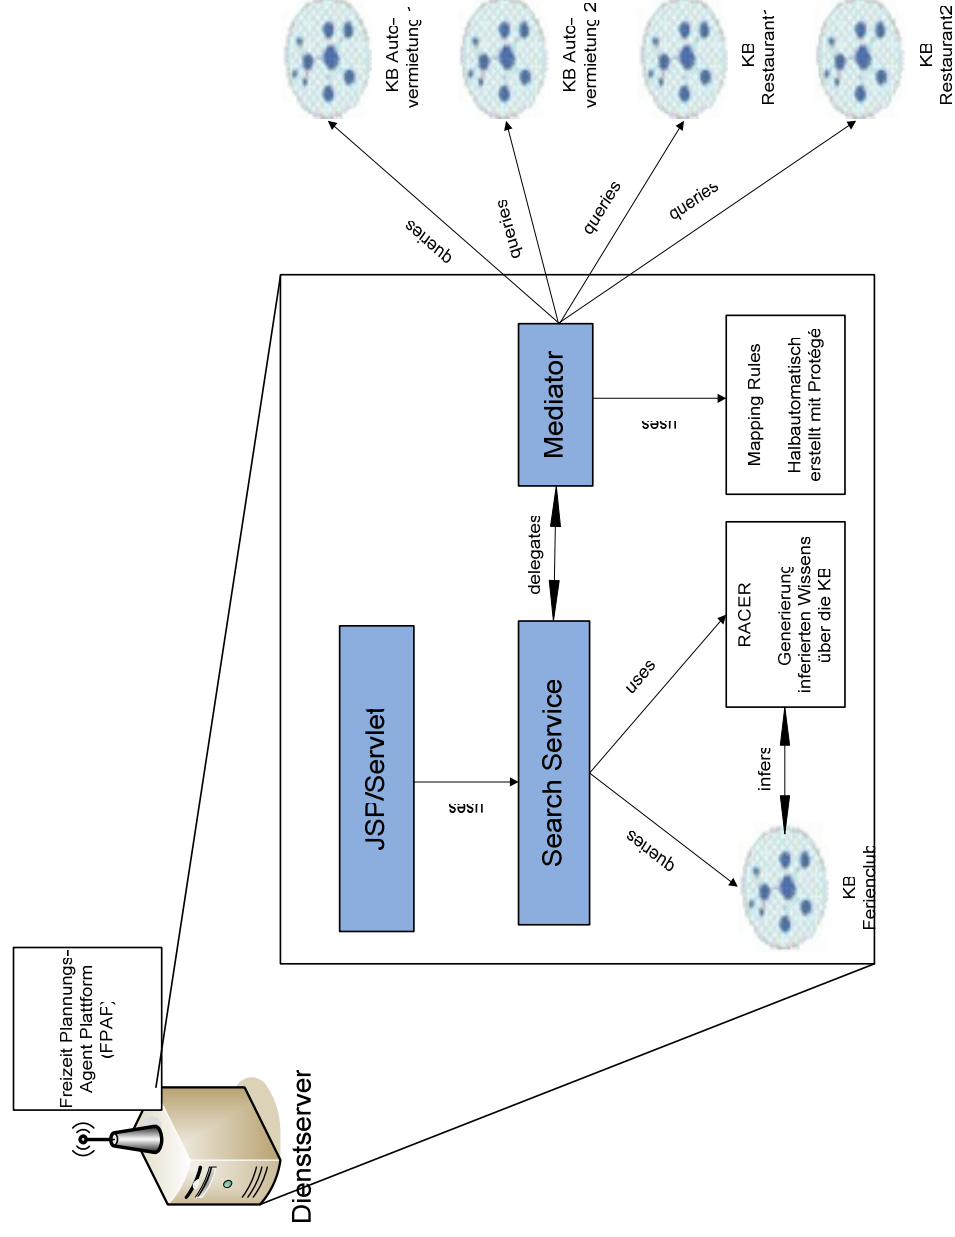 Freizeit Plannungs-
Agent Plattform
(FPAP)
Dienstserver
JSP/Servlet
uses
Search Service
delegates
Mediator
queries
queries
queries
queries
KB Auto-
vermietung 1
KB Auto-
vermietung 2
KB
Restaurant1
KB
Restaurant2
uses
Mapping Rules
Halbautomatisch
erstellt mit Protégé
uses
RACER
Generierung
inferierten Wissens
über die KB
queries
infers
KB
Ferienclub